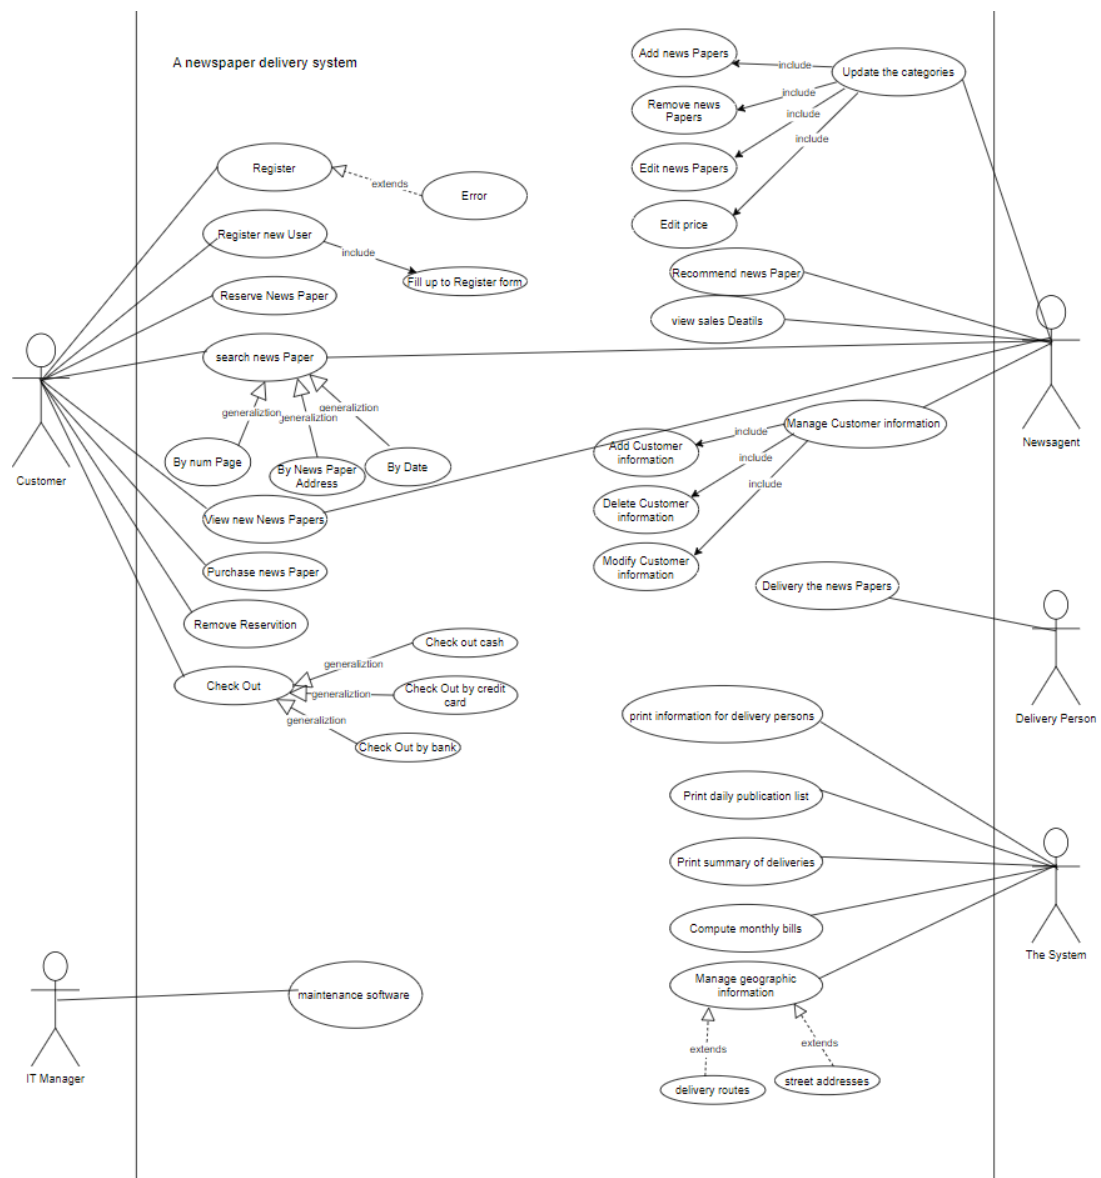 A newspaper delivery system
Add news Papers
include
Update the categories
Remove news
Papers
include
include
Edit news Papers
include
Edit price
Register
extends
Error
Register new User
include
Fill up to Register form
Reserve News Paper
Recommend news Paper
view sales Deatils
search news Paper
generaliztion
generaliztion
generaliztion
By num Page
By News Paper
Address
By Date
Customer
Newsagent
Manage Customer information
include
Add Customer
information
include
include
Delete Customer
information
Modify Customer
information
View new News Papers
Purchase news Paper
Remove Reservition
Delivery the news Papers
Delivery Person
Check Out
generaliztion
Check out cash
generaliztion
Check Out by credit
card
generaliztion
Check Out by bank
print information for delivery persons
Print daily publication list
Print summary of deliveries
Compute monthly bills
The System
Manage geographic
information
extends
extends
delivery routes
street addresses
maintenance software
IT Manager